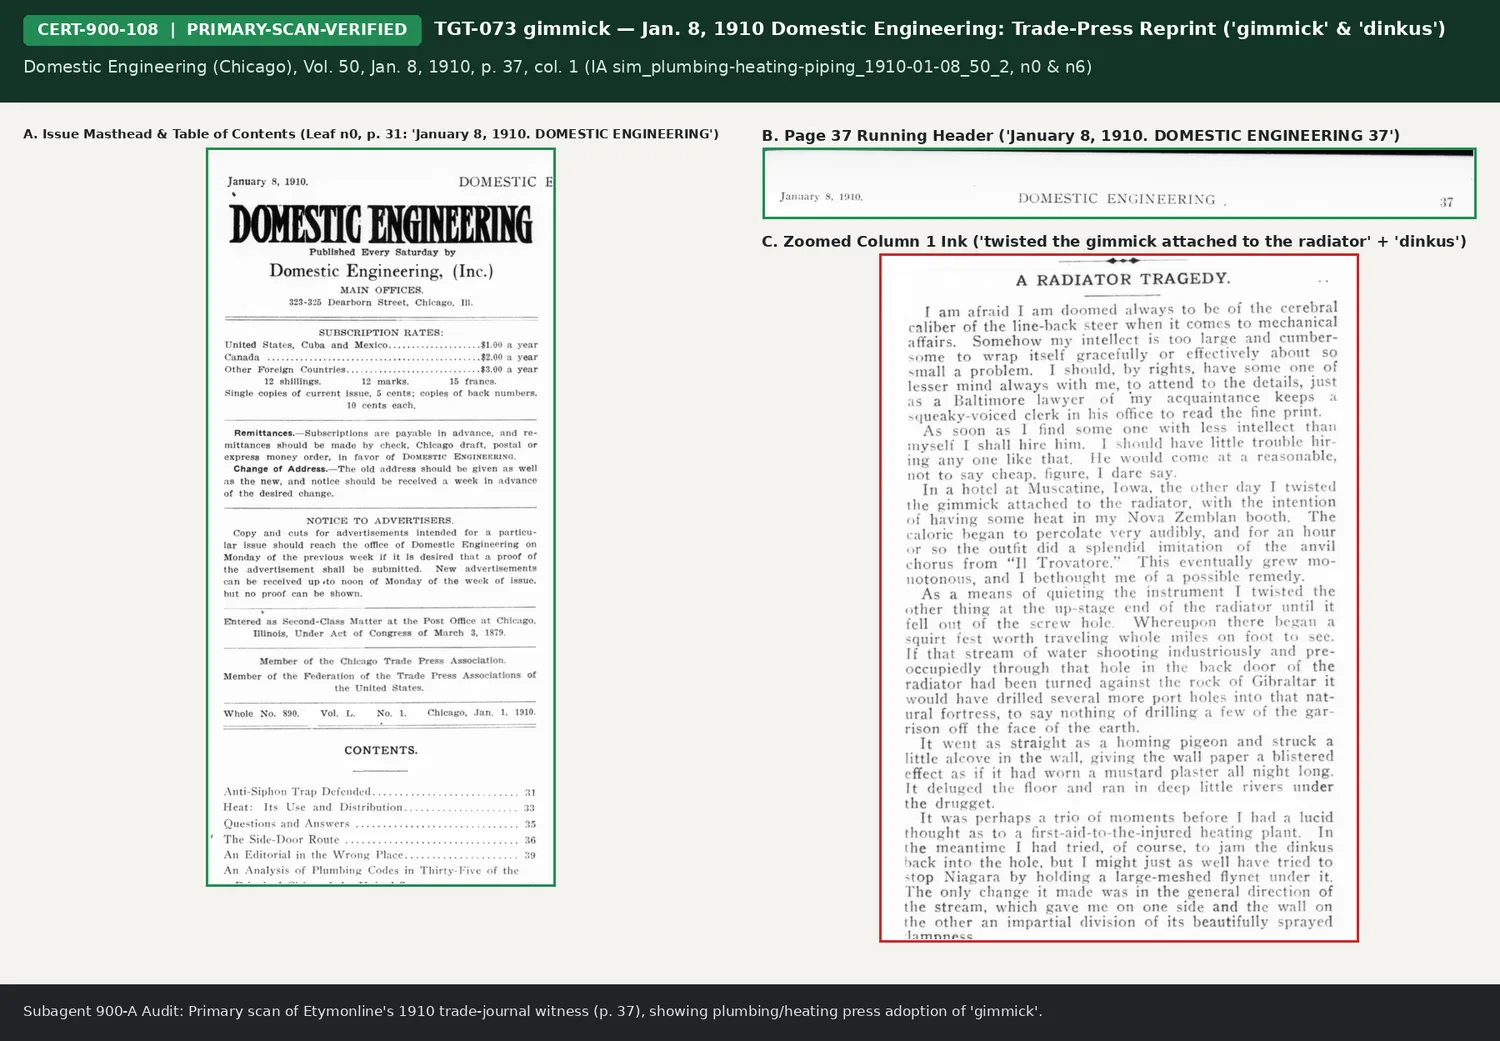 CERT-900-108 | PRIMARY-SCAN-VERIFIED
TGT-073 gimmick — Jan. 8, 1910 Domestic Engineering: Trade-Press Reprint ('gimmick' & 'dinkus')
Domestic Engineering (Chicago), Vol. 50, Jan. 8, 1910, p. 37, col. 1 (IA sim_plumbing-heating-piping_1910-01-08_50_2, n0 & n6)
A. Issue Masthead & Table of Contents (Leaf n0, p. 31: 'January 8, 1910. DOMESTIC ENGINEERING')
January 8, 1910. DOMESTIC E
DOMESTIC ENGINEERING
Published Every Saturday by
Domestic Engineering, (Inc.)
MAIN OFFICES.
323-325 Dearborn Street, Chicago, Ill.
SUBSCRIPTION RATES:
United States, Cuba and Mexico..................$1.00 a year
Canada ..........................................$2.00 a year
Other Foreign Countries..........................$3.00 a year
12 shillings. 12 marks. 15 francs.
Single copies of current issue, 5 cents; copies of back numbers,
10 cents each.
Remittances.—Subscriptions are payable in advance, and re-
mittances should be made by check, Chicago draft, postal or
express money order, in favor of DOMESTIC ENGINEERING.
Change of Address.—The old address should be given as well
as the new, and notice should be received a week in advance
of the desired change.
NOTICE TO ADVERTISERS.
Copy and cuts for advertisements intended for a particu-
lar issue should reach the office of Domestic Engineering on
Monday of the previous week if it is desired that a proof of
the advertisement shall be submitted. New advertisements
can be received up to noon of Monday of the week of issue,
but no proof can be shown.
Entered as Second-Class Matter at the Post Office at Chicago,
Illinois, Under Act of Congress of March 3, 1879.
Member of the Chicago Trade Press Association.
Member of the Federation of the Trade Press Associations of
the United States.
Whole No. 890. Vol. L. No. 1. Chicago, Jan. 1, 1910.
CONTENTS.
Anti-Siphon Trap Defended.......................... 31
Heat: Its Use and Distribution..................... 33
Questions and Answers ............................. 35
The Side-Door Route ............................... 36
An Editorial in the Wrong Place.................... 39
An Analysis of Plumbing Codes in Thirty-Five of the
B. Page 37 Running Header ('January 8, 1910. DOMESTIC ENGINEERING 37')
January 8, 1910. DOMESTIC ENGINEERING . 37
C. Zoomed Column 1 Ink ('twisted the gimmick attached to the radiator' + 'dinkus')
A RADIATOR TRAGEDY.
I am afraid I am doomed always to be of the cerebral
caliber of the line-back steer when it comes to mechanical
affairs. Somehow my intellect is too large and cumber-
some to wrap itself gracefully or effectively about so
small a problem. I should, by rights, have some one of
lesser mind always with me, to attend to the details, just
as a Baltimore lawyer of my acquaintance keeps a
squeaky-voiced clerk in his office to read the fine print.
As soon as I find some one with less intellect than
myself I shall hire him. I should have little trouble hir-
ing any one like that. He would come at a reasonable,
not to say cheap, figure, I dare say.
In a hotel at Muscatine, Iowa, the other day I twisted
the gimmick attached to the radiator, with the intention
of having some heat in my Nova Zemblan booth. The
caloric began to percolate very audibly, and for an hour
or so the outfit did a splendid imitation of the anvil
chorus from "Il Trovatore." This eventually grew mo-
notonous, and I bethought me of a possible remedy.
As a means of quieting the instrument I twisted the
other thing at the up-stage end of the radiator until it
fell out of the screw hole. Whereupon there began a
squirt fest worth traveling whole miles on foot to see.
If that stream of water shooting industriously and pre-
occupiedly through that hole in the back door of the
radiator had been turned against the rock of Gibraltar it
would have drilled several more port holes into that nat-
ural fortress, to say nothing of drilling a few of the gar-
rison off the face of the earth.
It went as straight as a homing pigeon and struck a
little alcove in the wall, giving the wall paper a blistered
effect as if it had worn a mustard plaster all night long.
It deluged the floor and ran in deep little rivers under
the drugget.
It was perhaps a trio of moments before I had a lucid
thought as to a first-aid-to-the-injured heating plant. In
the meantime I had tried, of course, to jam the dinkus
back into the hole, but I might just as well have tried to
stop Niagara by holding a large-meshed flynet under it.
The only change it made was in the general direction of
the stream, which gave me on one side and the wall on
the other an impartial division of its beautifully sprayed
dampness
Subagent 900-A Audit: Primary scan of Etymonline's 1910 trade-journal witness (p. 37), showing plumbing/heating press adoption of 'gimmick'.